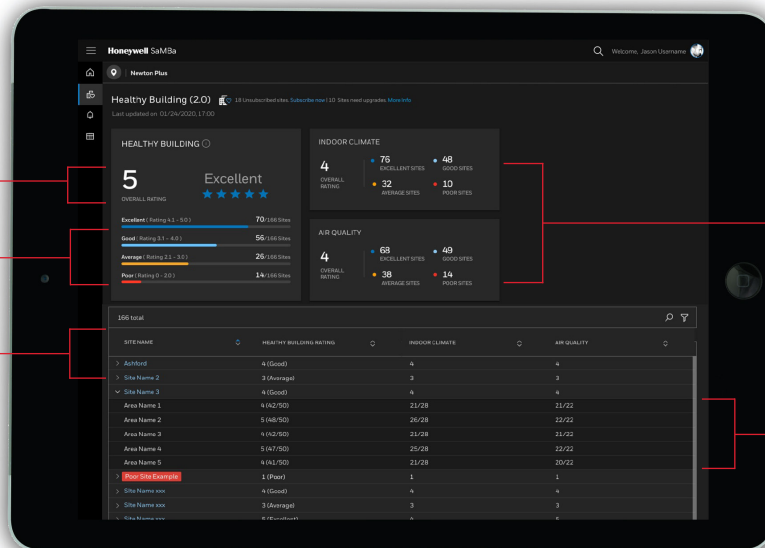 Honeywell SaMBa
Welcome, Jason Username
Newton Plus
Healthy Building (2.0) 18 Unsubscribed sites Subscribe now | 10 Sites need upgrades More Info
Last updated on 01/24/2020, 17.00
HEALTHY BUILDING
5 Excellent
OVERALL RATING
Excellent ( Rating 4.1 - 5.0 ) 70/166 Sites
Good ( Rating 3.1 - 4.0 ) 56/166 Sites
Average ( Rating 2.1 - 3.0 ) 26/166 Sites
Poor ( Rating 0 - 2.0 ) 14/166 Sites
INDOOR CLIMATE
4 OVERALL RATING
76 EXCELLENT SITES
48 GOOD SITES
32 AVERAGE SITES
10 POOR SITES
AIR QUALITY
4 OVERALL RATING
68 EXCELLENT SITES
49 GOOD SITES
38 AVERAGE SITES
14 POOR SITES
166 total
SITE NAME HEALTHY BUILDING RATING INDOOR CLIMATE AIR QUALITY
Ashford 4 (Good) 4 4
Site Name 2 3 (Average) 3 3
Site Name 3 4 (Good) 4 4
Area Name 1 4 (42/50) 21/28 21/22
Area Name 2 5 (48/50) 26/28 22/22
Area Name 3 4 (42/50) 21/28 21/22
Area Name 4 5 (47/50) 25/28 22/22
Area Name 5 4 (41/50) 21/28 20/22
Poor Site Example 1 (Poor) 1 1
Site Name xxx 4 (Good) 4 4
Site Name xxx 3 (Average) 3 3
Site Name xxx 5 (Excellent) 4 5